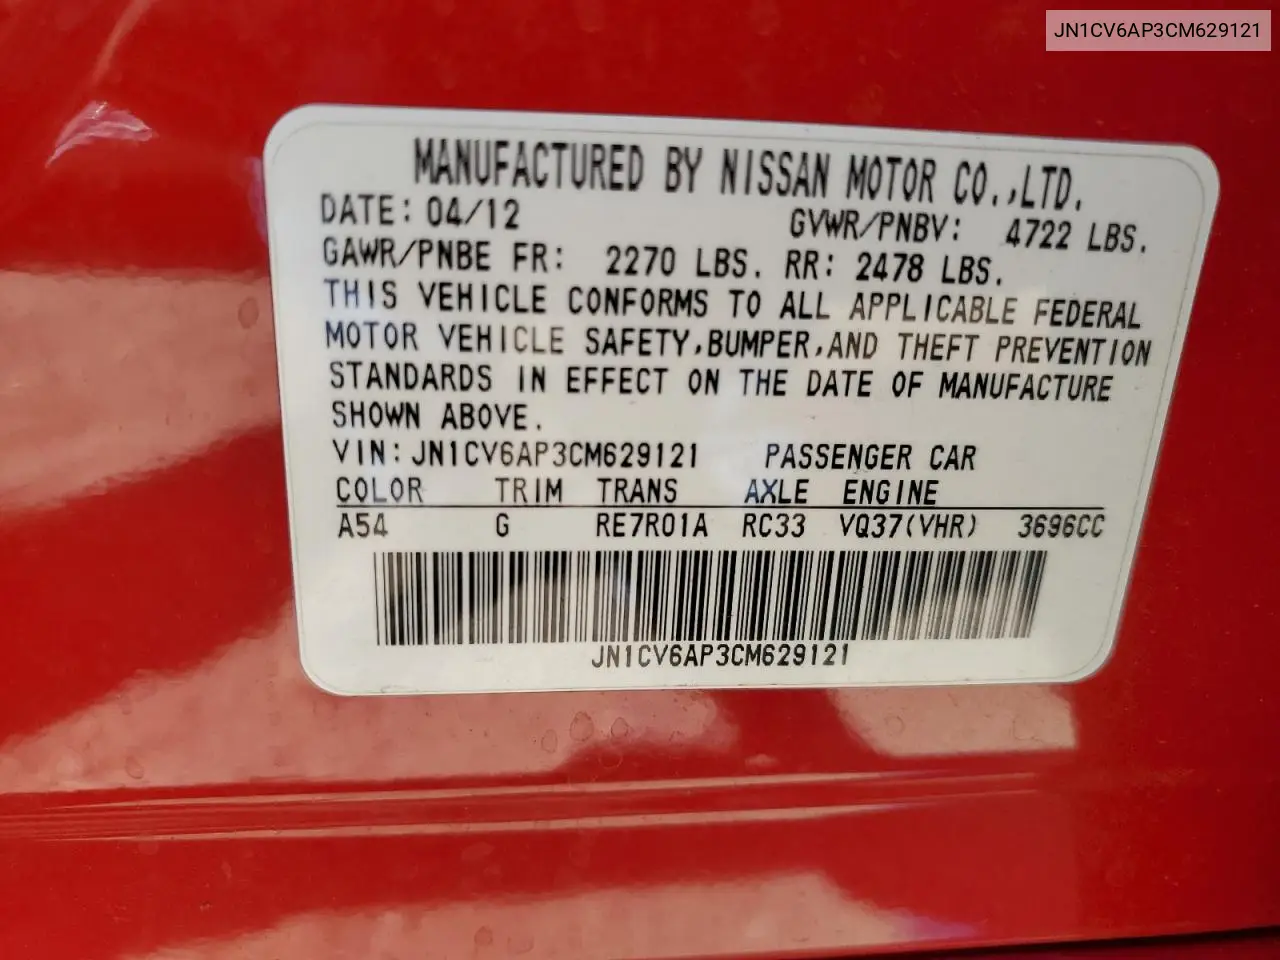 JN1CV6AP3CM629121
MANUFACTURED BY NISSAN MOTOR CO.,LTD.
DATE: 04/12 GVWR/PNBV: 4722 LBS.
GAWR/PNBE FR: 2270 LBS. RR: 2478 LBS.
THIS VEHICLE CONFORMS TO ALL APPLICABLE FEDERAL
MOTOR VEHICLE SAFETY,BUMPER,AND THEFT PREVENTION
STANDARDS IN EFFECT ON THE DATE OF MANUFACTURE
SHOWN ABOVE.
VIN: JN1CV6AP3CM629121 PASSENGER CAR
COLOR TRIM TRANS AXLE ENGINE
A54 G RE7R01A RC33 VQ37(VHR) 3696CC
JN1CV6AP3CM629121